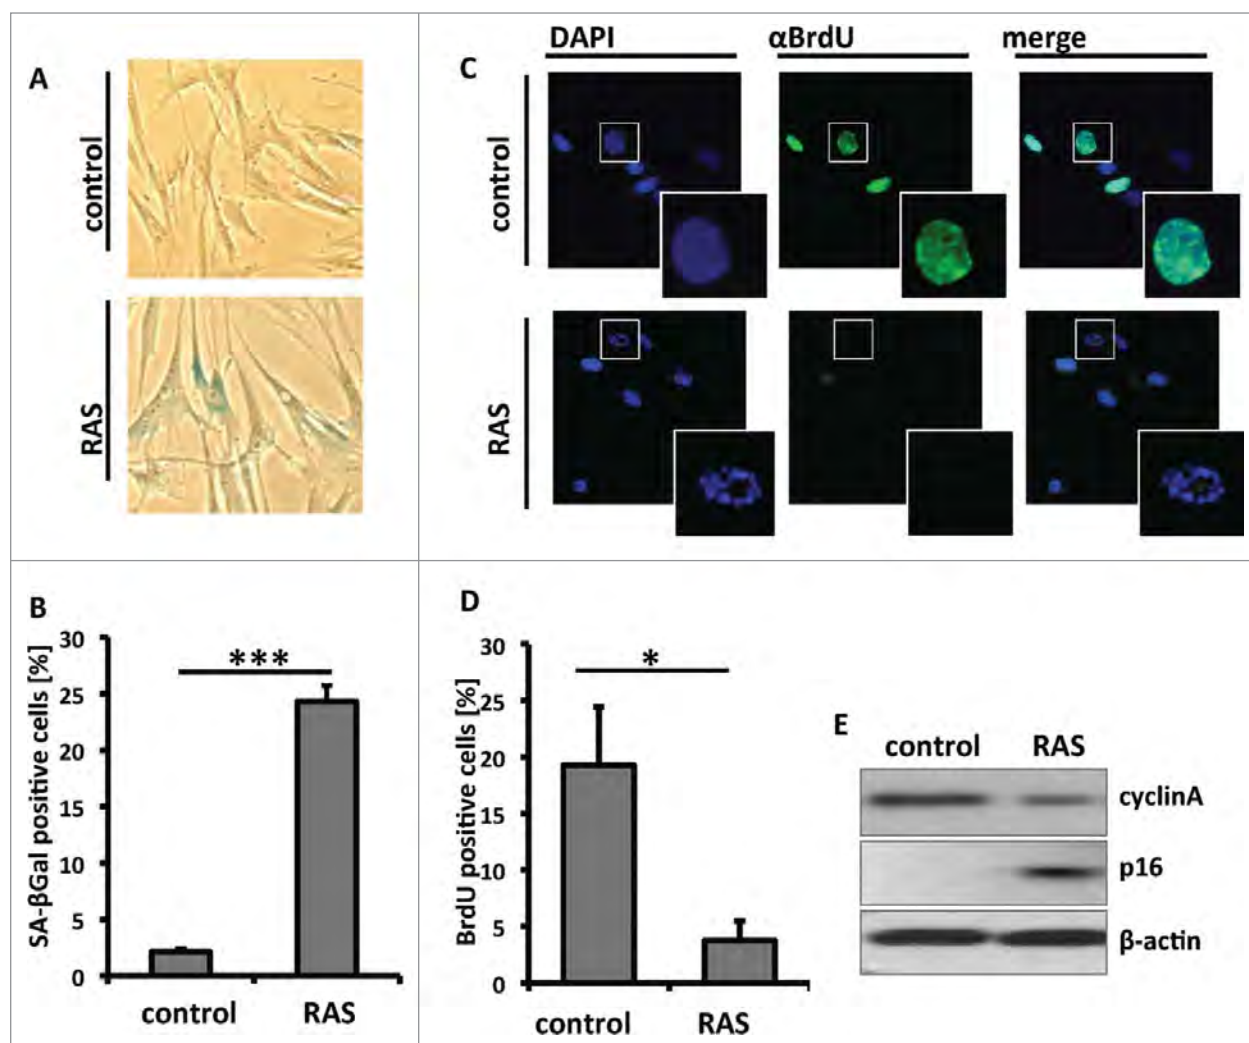 A
control
RAS
C
DAPI αBrdU merge
control
RAS
B
SA-βGal positive cells [%]
30
25
20
15
10
5
0
***
control RAS
D
BrdU positive cells [%]
30
25
20
15
10
5
0
*
control RAS
E
control RAS
cyclinA
p16
β-actin